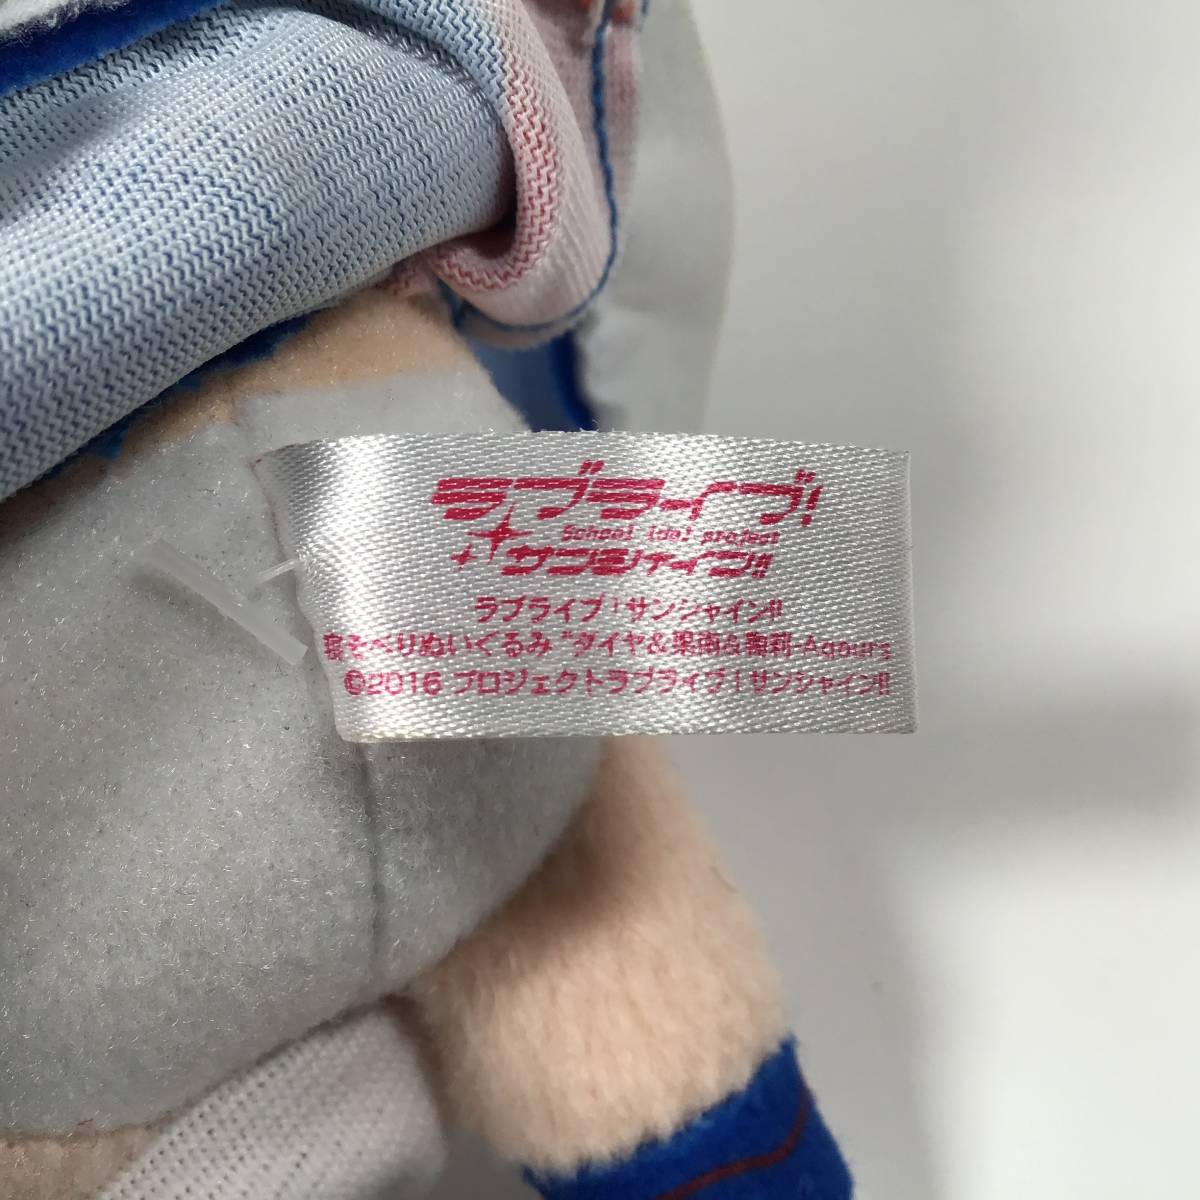 ラブライブ!
School idol project
サンシャイン!!
ラブライブ！サンシャイン!!
寝そべりぬいぐるみ “ダイヤ&果南&鞠莉-Aqours
©2016 プロジェクトラブライブ！サンシャイン!!